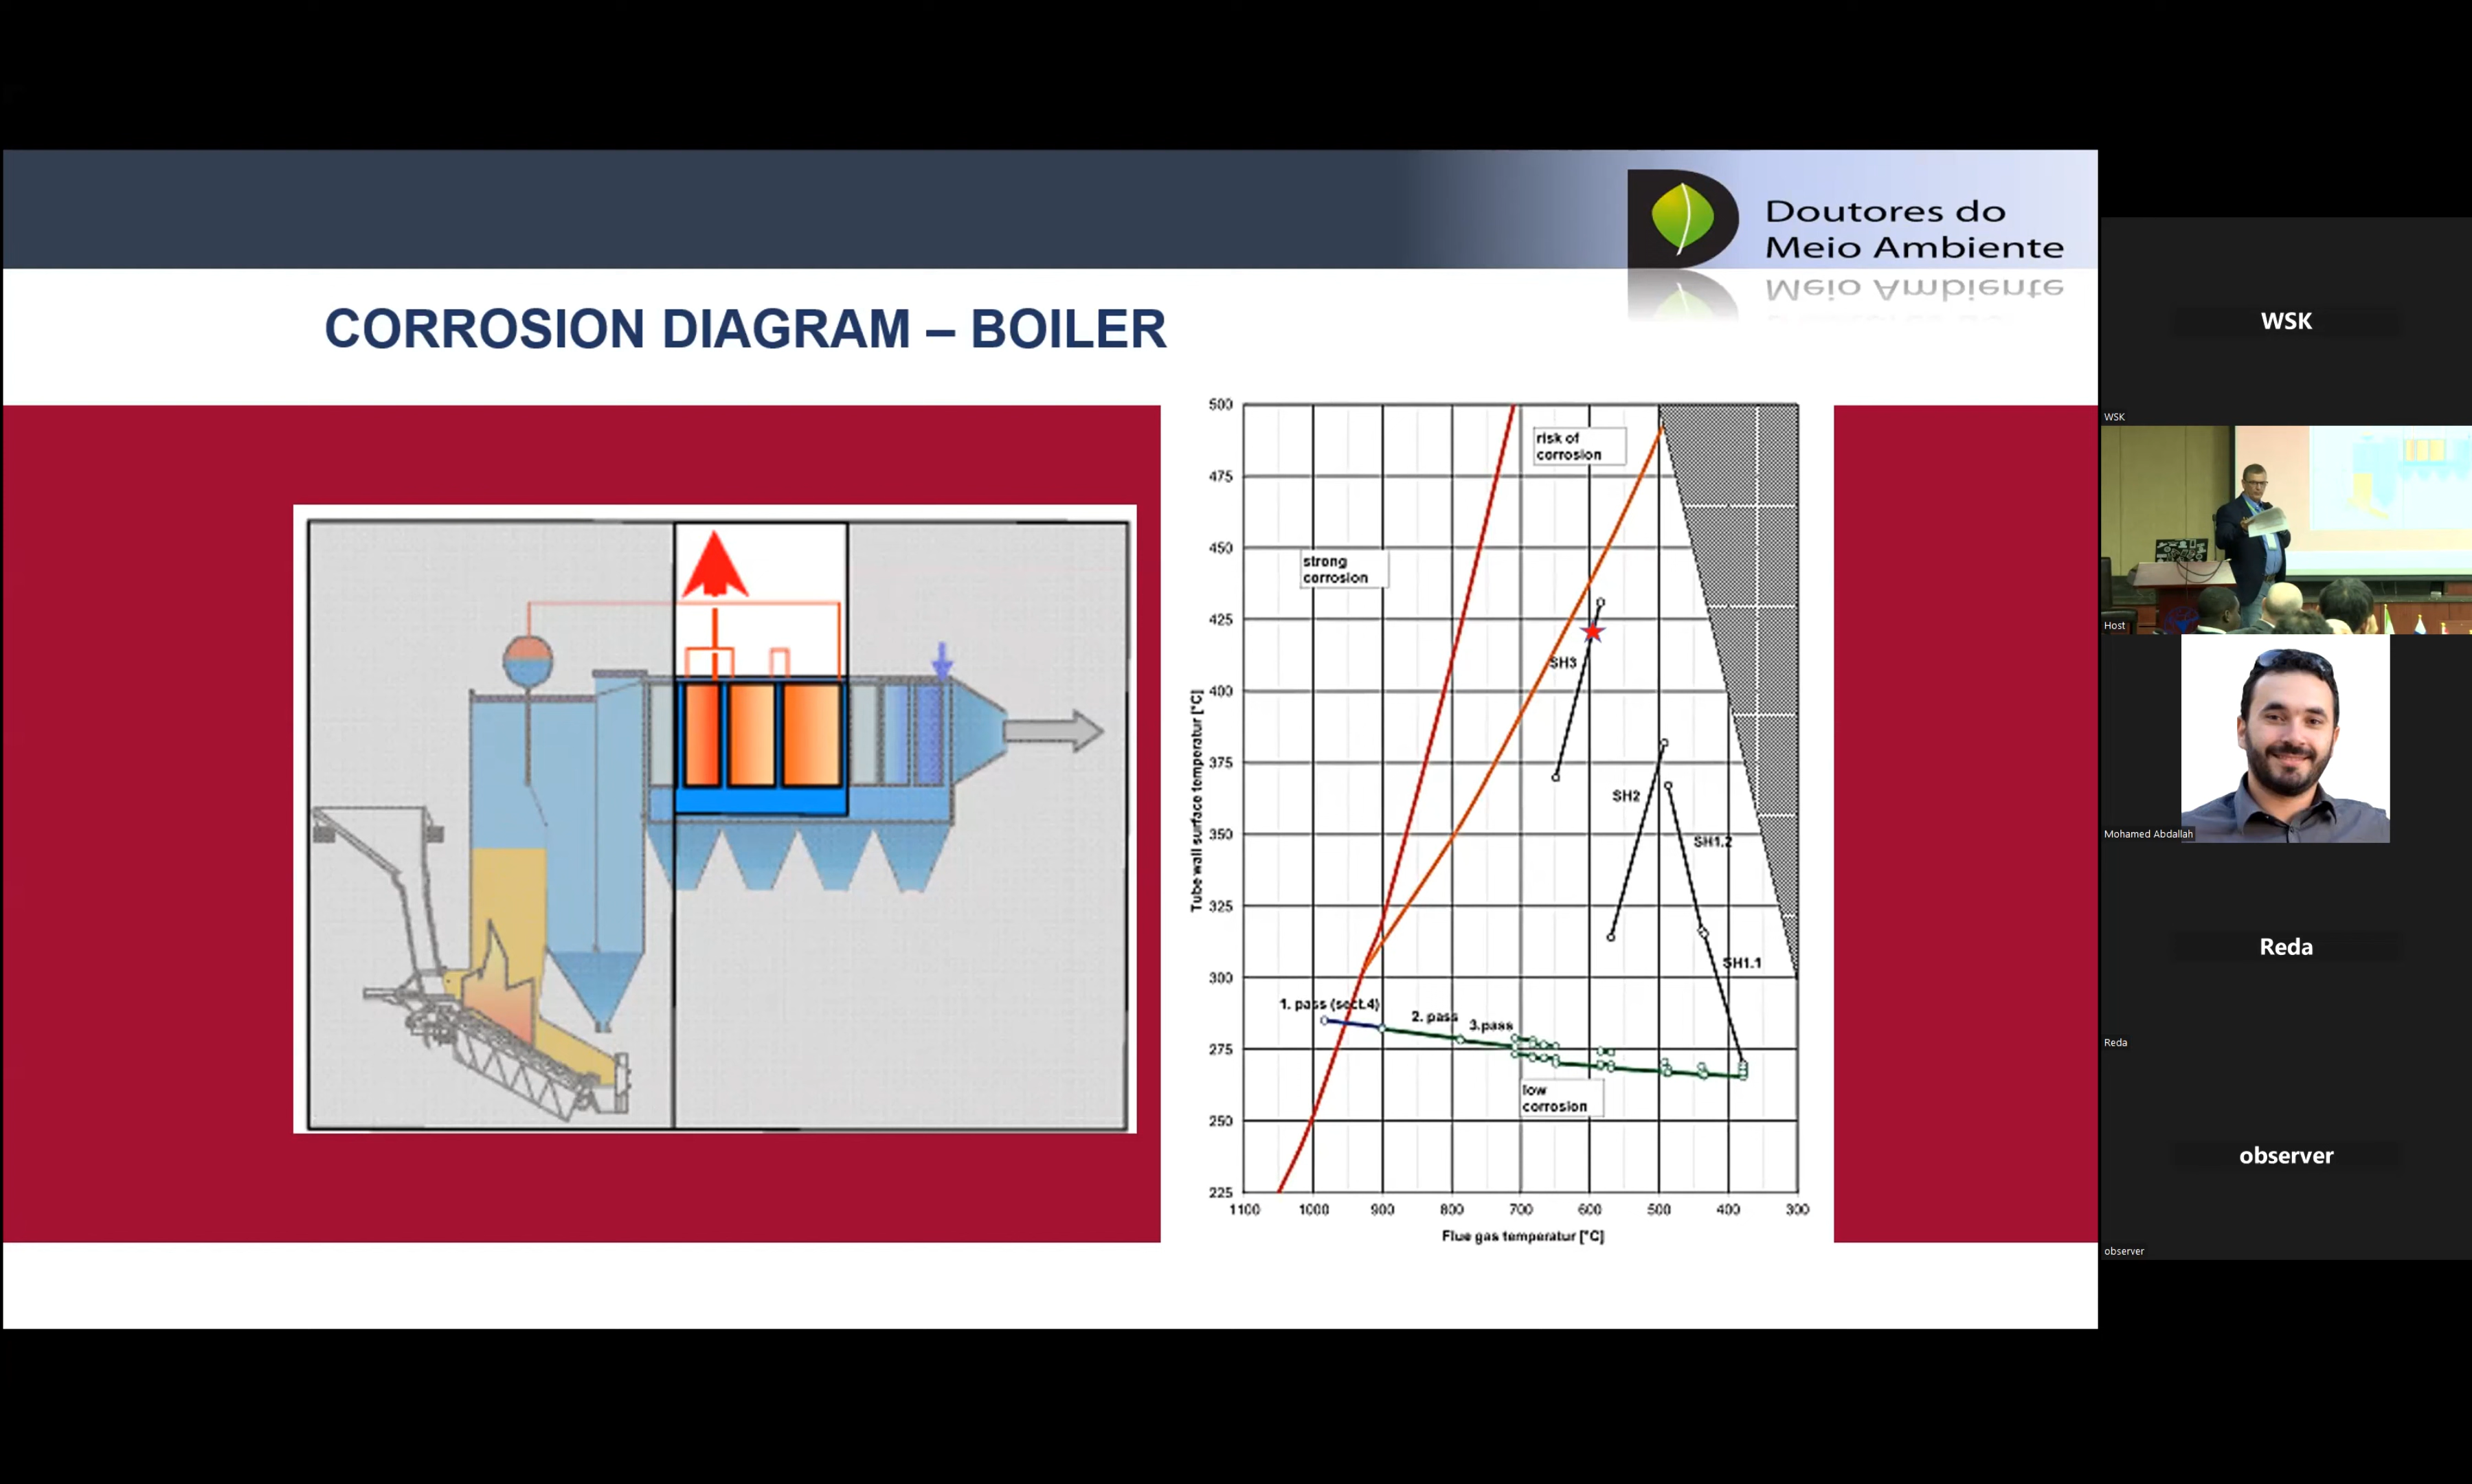 Doutores do
Meio Ambiente
Meio Ambiente
CORROSION DIAGRAM – BOILER
500
475
450
425
400
375
350
325
300
275
250
225
Tube wall surface temperatur [°C]
risk of
corrosion
strong
corrosion
SH3
SH2
SH1.2
SH1.1
1. pass (sect.4)
2. pass
3.pass
low
corrosion
1100 1000 900 800 700 600 500 400 300
Flue gas temperatur [°C]
WSK
WSK
Host
Mohamed Abdallah
Reda
Reda
observer
observer